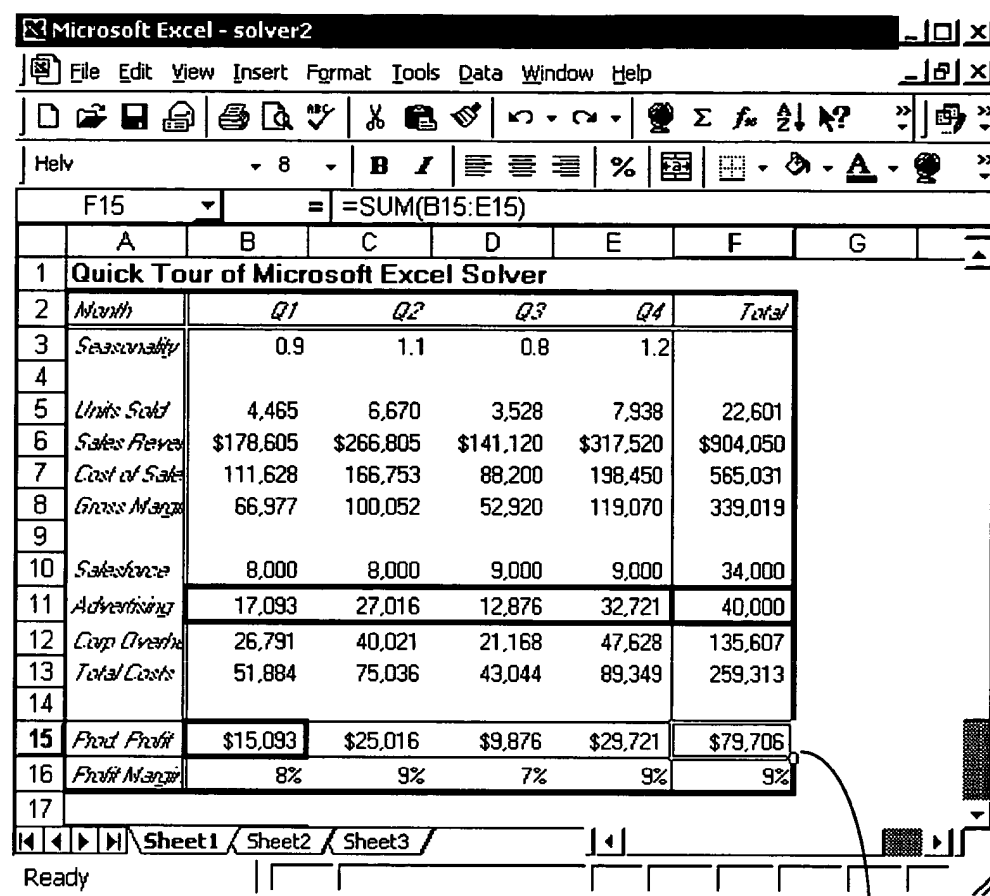 Microsoft Excel - solver2
File Edit View Insert Format Tools Data Window Help
Helv 8 B I % a A
F15 = =SUM(B15:E15)
A B C D E F G
1 Quick Tour of Microsoft Excel Solver
2 Month Q1 Q2 Q3 Q4 Total
3 Seasonality 0.9 1.1 0.8 1.2
4
5 Units Sold 4,465 6,670 3,528 7,938 22,601
6 Sales Reve $178,605 $266,805 $141,120 $317,520 $904,050
7 Cost of Sale 111,628 166,753 88,200 198,450 565,031
8 Gross Margi 66,977 100,052 52,920 119,070 339,019
9
10 Salesforce 8,000 8,000 9,000 9,000 34,000
11 Advertising 17,093 27,016 12,876 32,721 40,000
12 Corp Overhe 26,791 40,021 21,168 47,628 135,607
13 Total Costs 51,884 75,036 43,044 89,349 259,313
14
15 Prod Profit $15,093 $25,016 $9,876 $29,721 $79,706
16 Profit Margin 8% 9% 7% 9% 9%
17
Sheet1 Sheet2 Sheet3
Ready